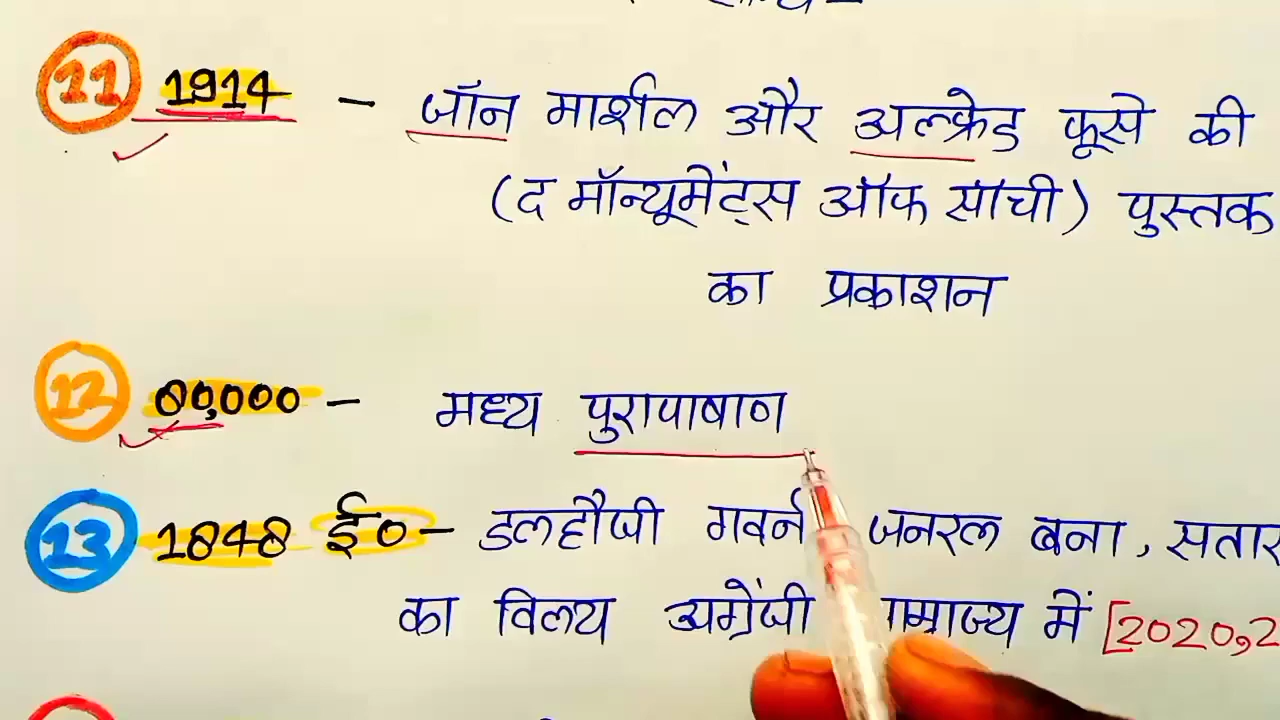 11 1914 - जॉन मार्शल और अल्फ्रेड फूसे की
(द मॉन्यूमेंट्स ऑफ सांची) पुस्तक
का प्रकाशन
12 80,000 - मध्य पुरापाषाण
13 1848 ई० - डलहौजी गवर्न जनरल बना, सतार
का विलय अग्रेंजी ाम्राज्य में [2020,2